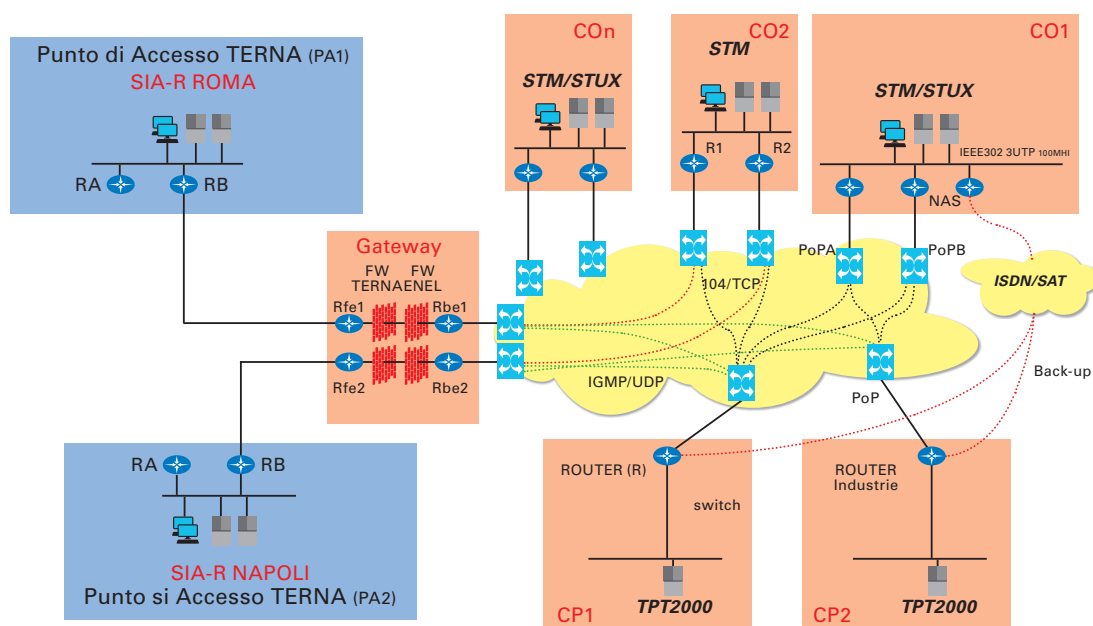 Punto di Accesso TERNA (PA1)
SIA-R ROMA
RA
RB
COn
STM/STUX
CO2
STM
R1
R2
CO1
STM/STUX
IEEE302 3UTP 100MHI
NAS
Gateway
FW
TERNA
FW
ENEL
Rfe1
Rbe1
Rfe2
Rbe2
PoPA
PoPB
104/TCP
ISDN/SAT
IGMP/UDP
PoP
Back-up
RA
RB
SIA-R NAPOLI
Punto si Accesso TERNA (PA2)
ROUTER (R)
switch
TPT2000
CP1
ROUTER
Industrie
TPT2000
CP2